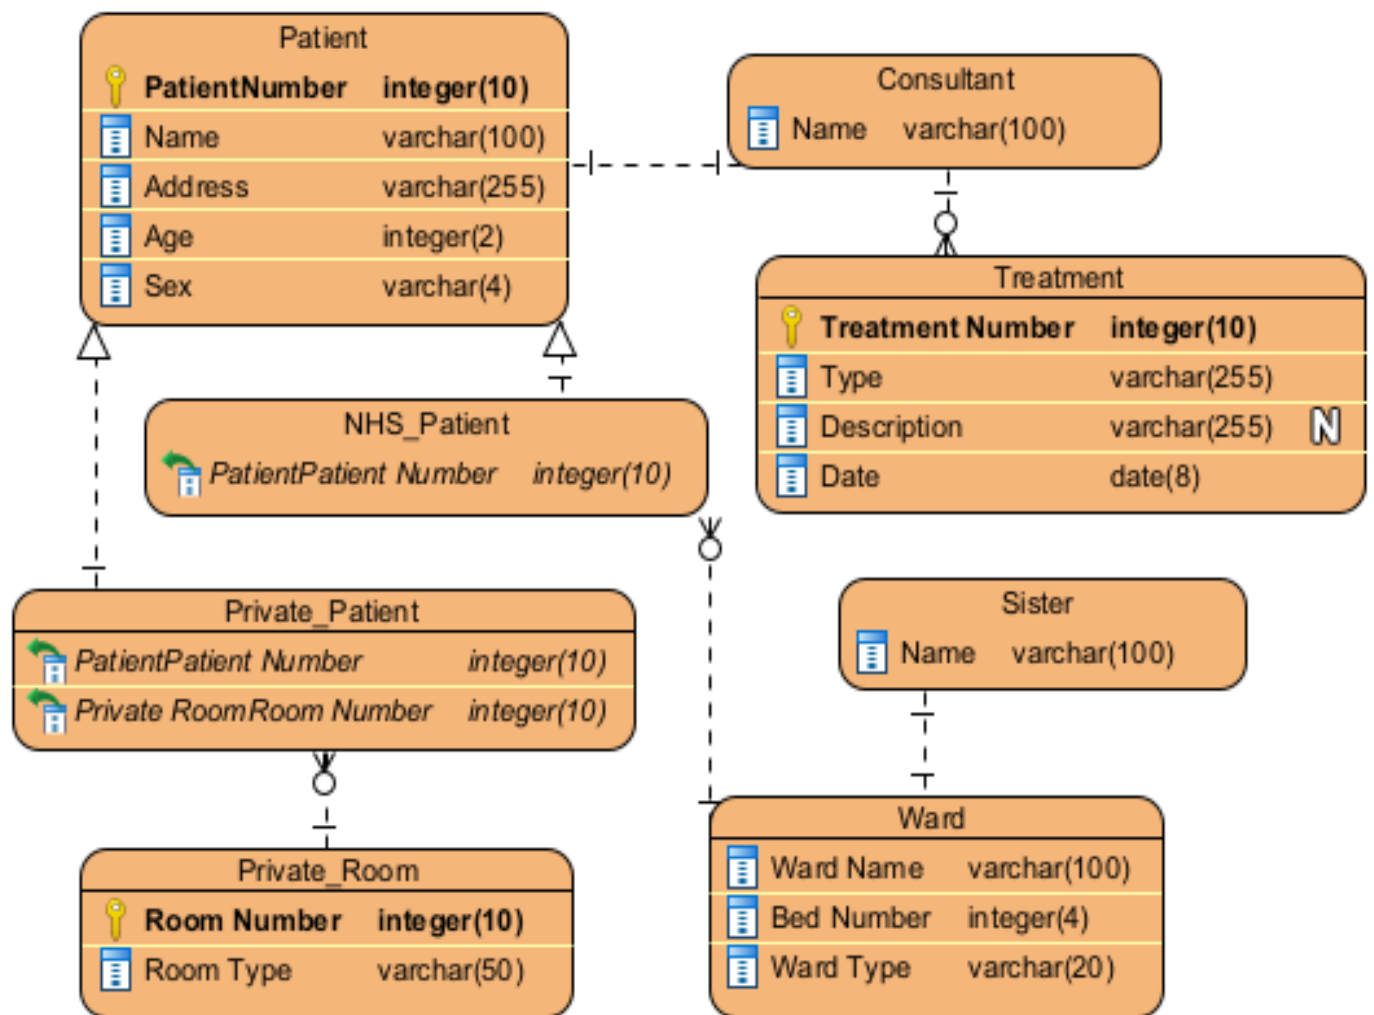 Patient
PatientNumber integer(10)
Name varchar(100)
Address varchar(255)
Age integer(2)
Sex varchar(4)
Consultant
Name varchar(100)
Treatment
Treatment Number integer(10)
Type varchar(255)
Description varchar(255) N
Date date(8)
NHS_Patient
PatientPatient Number integer(10)
Private_Patient
PatientPatient Number integer(10)
Private RoomRoom Number integer(10)
Sister
Name varchar(100)
Private_Room
Room Number integer(10)
Room Type varchar(50)
Ward
Ward Name varchar(100)
Bed Number integer(4)
Ward Type varchar(20)